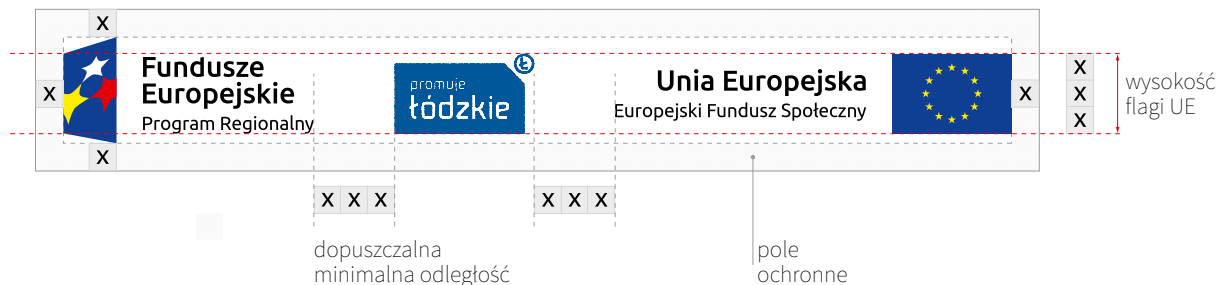 X
Fundusze
Europejskie
Program Regionalny
X
X
promuje
łódzkie
Ł
Unia Europejska
Europejski Fundusz Społeczny
X
X
X
X
wysokość
flagi UE
X X X
X X X
dopuszczalna
minimalna odległość
pole
ochronne